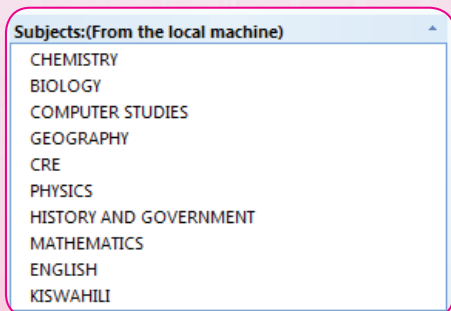 Subjects:(From the local machine)
CHEMISTRY
BIOLOGY
COMPUTER STUDIES
GEOGRAPHY
CRE
PHYSICS
HISTORY AND GOVERNMENT
MATHEMATICS
ENGLISH
KISWAHILI